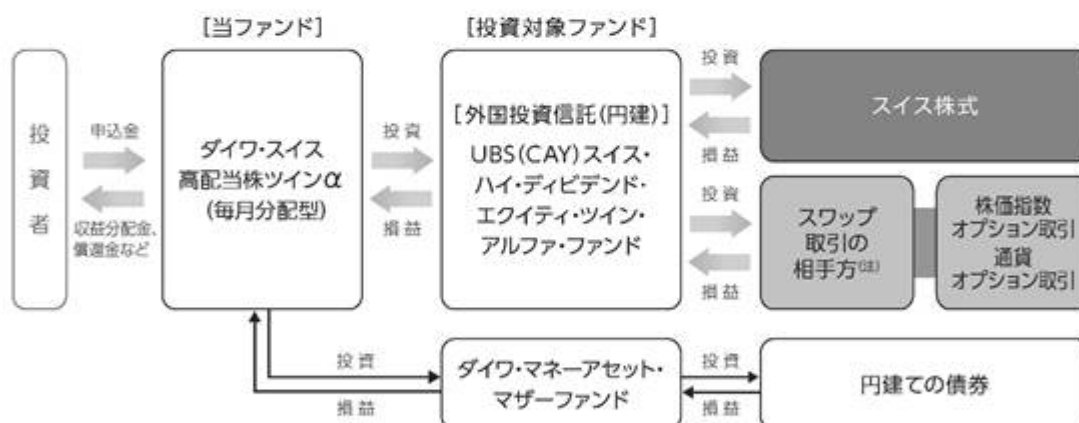 [当ファンド]
[投資対象ファンド]
投資者
申込金
収益分配金、
償還金など
ダイワ・スイス
高配当株ツインα
(毎月分配型)
投資
損益
[外国投資信託(円建)]
UBS(CAY)スイス・
ハイ・ディビデンド・
エクイティ・ツイン・
アルファ・ファンド
投資
損益
スイス株式
投資
損益
スワップ
取引の
相手方(注)
株価指数
オプション取引
通貨
オプション取引
投資
損益
ダイワ・マネーアセット・
マザーファンド
投資
損益
円建ての債券